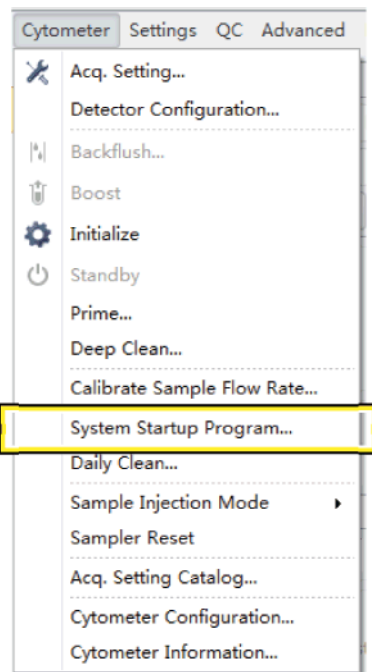 Cytometer Settings QC Advanced
Acq. Setting...
Detector Configuration...
Backflush...
Boost
Initialize
Standby
Prime...
Deep Clean...
Calibrate Sample Flow Rate...
System Startup Program...
Daily Clean...
Sample Injection Mode
Sampler Reset
Acq. Setting Catalog...
Cytometer Configuration...
Cytometer Information...